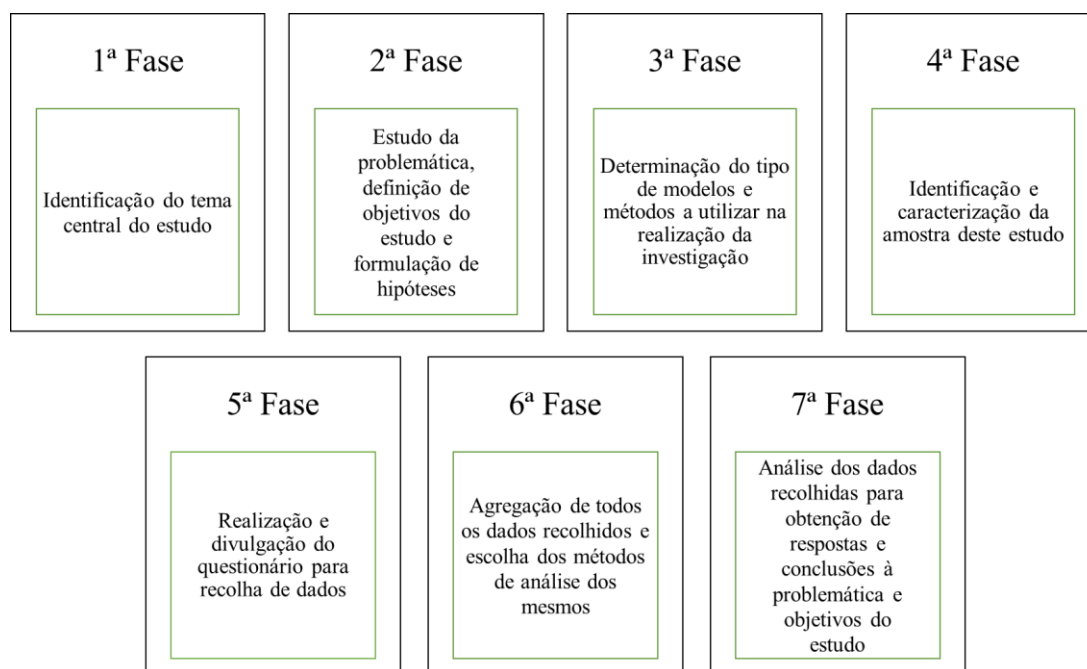 1ª Fase
Identificação do tema
central do estudo
2ª Fase
Estudo da
problemática,
definição de
objetivos do
estudo e
formulação de
hipóteses
3ª Fase
Determinação do tipo
de modelos e
métodos a utilizar na
realização da
investigação
4ª Fase
Identificação e
caracterização da
amostra deste estudo
5ª Fase
Realização e
divulgação do
questionário para
recolha de dados
6ª Fase
Agregação de todos
os dados recolhidos e
escolha dos métodos
de análise dos
mesmos
7ª Fase
Análise dos dados
recolhidas para
obtenção de
respostas e
conclusões à
problemática e
objetivos do
estudo